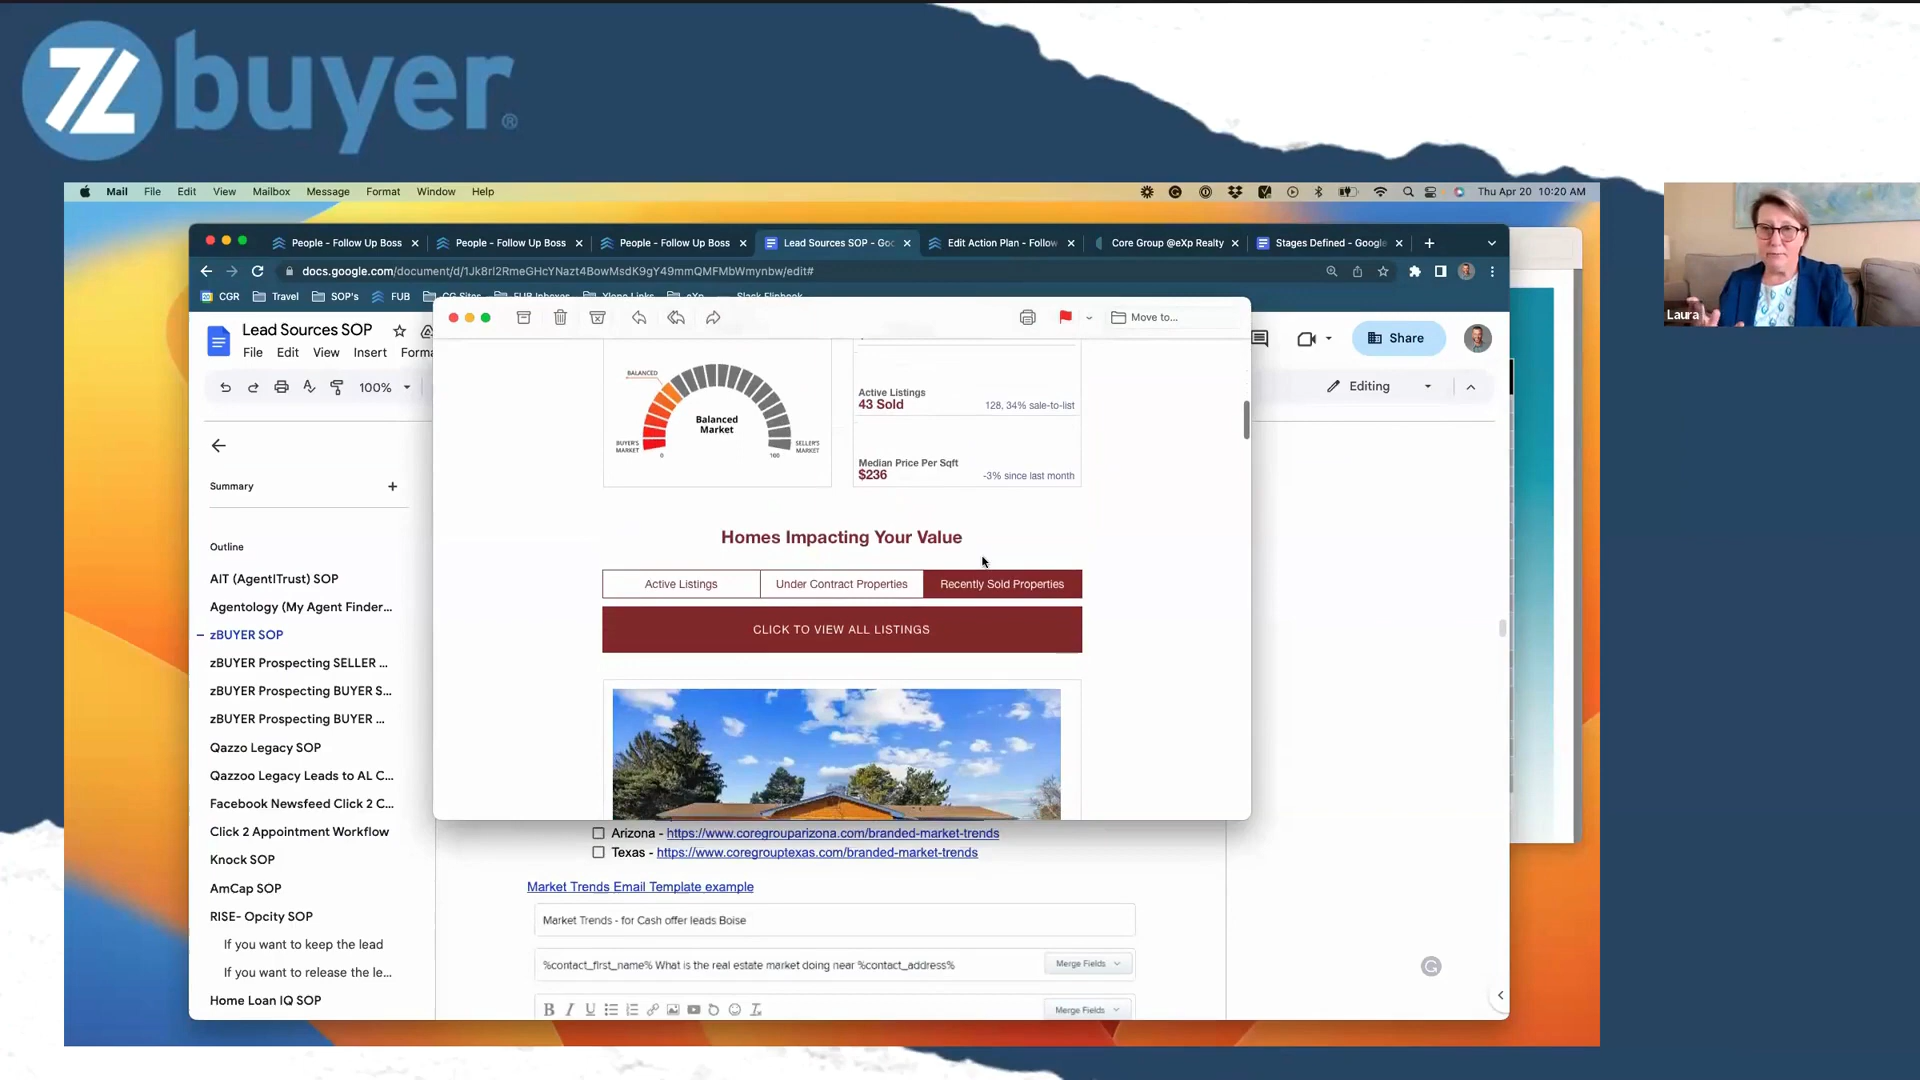 zbuyer®
Mail File Edit View Mailbox Message Format Window Help
Thu Apr 20 10:20 AM
People - Follow Up Boss
People - Follow Up Boss
People - Follow Up Boss
Lead Sources SOP - Goo
Edit Action Plan - Follow
Core Group @eXp Realty
Stages Defined - Google
docs.google.com/document/d/1Jk8rI2RmeGHcYNazt4BowMsdK9gY49mmQMFMbWmynbw/edit#
CGR Travel SOP's FUB CG Sites FUB Inboxes Ylopo Links eXp Slack Flipbook
Lead Sources SOP
File Edit View Insert Forma
100%
Share
Editing
Move to...
Summary
Outline
AIT (AgentITrust) SOP
Agentology (My Agent Finder...
zBUYER SOP
zBUYER Prospecting SELLER ...
zBUYER Prospecting BUYER S...
zBUYER Prospecting BUYER ...
Qazzo Legacy SOP
Qazzoo Legacy Leads to AL C...
Facebook Newsfeed Click 2 C...
Click 2 Appointment Workflow
Knock SOP
AmCap SOP
RISE- Opcity SOP
If you want to keep the lead
If you want to release the le...
Home Loan IQ SOP
BALANCED
Balanced
Market
BUYER'S
MARKET
0
100
SELLER'S
MARKET
Active Listings
43 Sold
128, 34% sale-to-list
Median Price Per Sqft
$236
-3% since last month
Homes Impacting Your Value
Active Listings
Under Contract Properties
Recently Sold Properties
CLICK TO VIEW ALL LISTINGS
Arizona - https://www.coregrouparizona.com/branded-market-trends
Texas - https://www.coregrouptexas.com/branded-market-trends
Market Trends Email Template example
Market Trends - for Cash offer leads Boise
%contact_first_name% What is the real estate market doing near %contact_address%
Merge Fields
B I U
Merge Fields
Laura